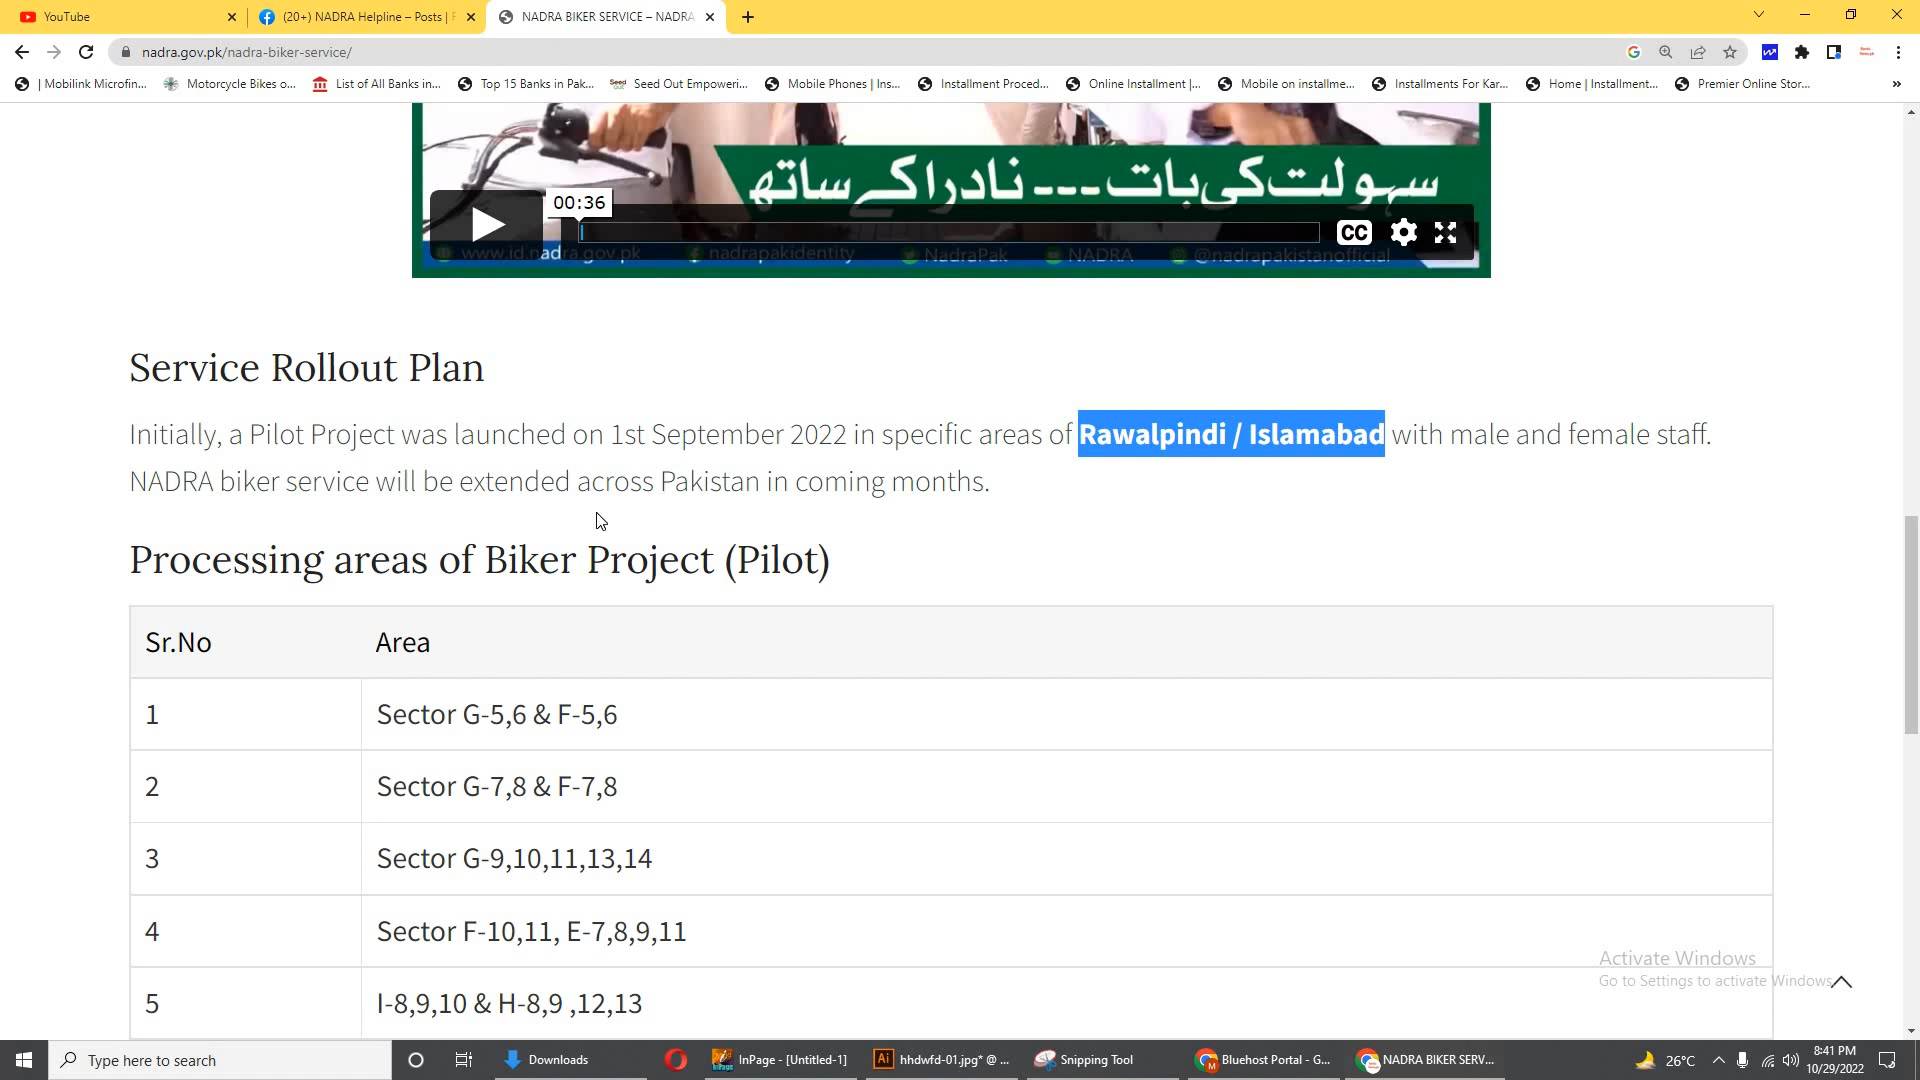 YouTube
(20+) NADRA Helpline – Posts | F
NADRA BIKER SERVICE – NADRA
nadra.gov.pk/nadra-biker-service/
| Mobilink Microfin...
Motorcycle Bikes o...
List of All Banks in...
Top 15 Banks in Pak...
Seed Out Empoweri...
Mobile Phones | Ins...
Installment Proced...
Online Installment |...
Mobile on installme...
Installments For Kar...
Home | Installment...
Premier Online Stor...
سہولت کی بات --- نادرا کے ساتھ
00:36
CC
www.id.nadra.gov.pk
nadrapakidentity
NadraPak
NADRA
@nadrapakistanofficial
Service Rollout Plan
Initially, a Pilot Project was launched on 1st September 2022 in specific areas of Rawalpindi / Islamabad with male and female staff.
NADRA biker service will be extended across Pakistan in coming months.
Processing areas of Biker Project (Pilot)
Sr.No Area
1 Sector G-5,6 & F-5,6
2 Sector G-7,8 & F-7,8
3 Sector G-9,10,11,13,14
4 Sector F-10,11, E-7,8,9,11
5 I-8,9,10 & H-8,9 ,12,13
Activate Windows
Go to Settings to activate Windows.
Type here to search
Downloads
InPage - [Untitled-1]
hhdwfd-01.jpg* @ ...
Snipping Tool
Bluehost Portal - G...
NADRA BIKER SERV...
26°C
8:41 PM
10/29/2022